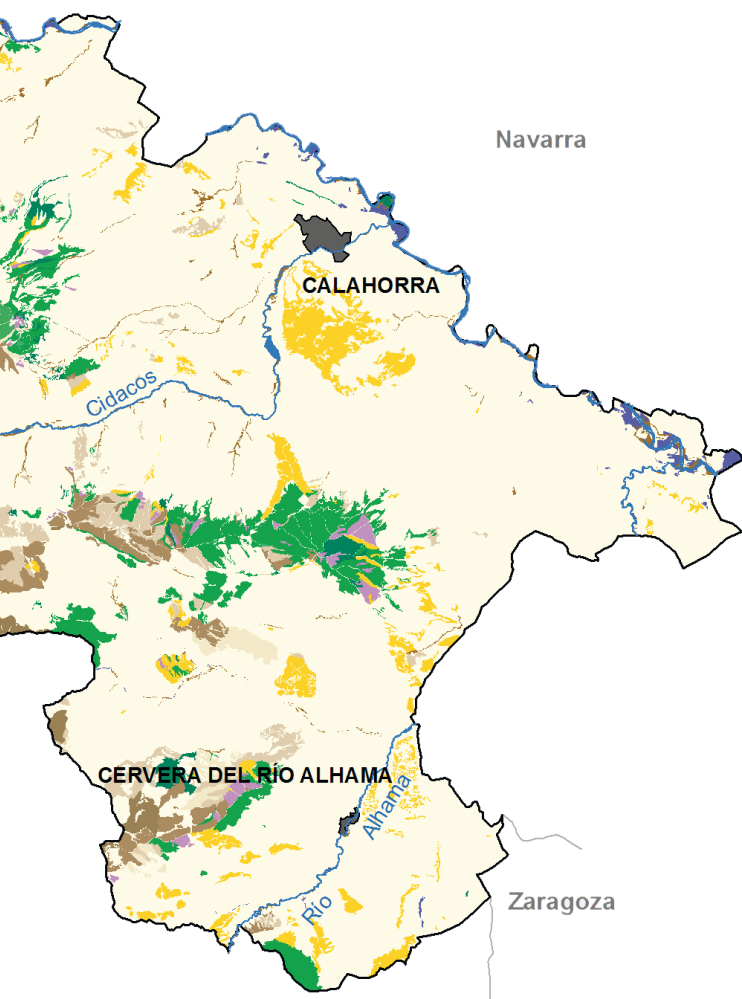 Navarra
CALAHORRA
Cidacos
CERVERA DEL RÍO ALHAMA
Río Alhama
Zaragoza